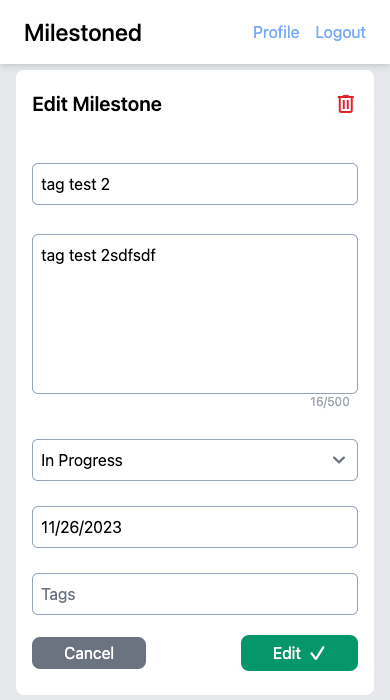 Milestoned
Profile Logout
Edit Milestone
tag test 2
tag test 2sdfsdf
16/500
In Progress
11/26/2023
Tags
Cancel
Edit